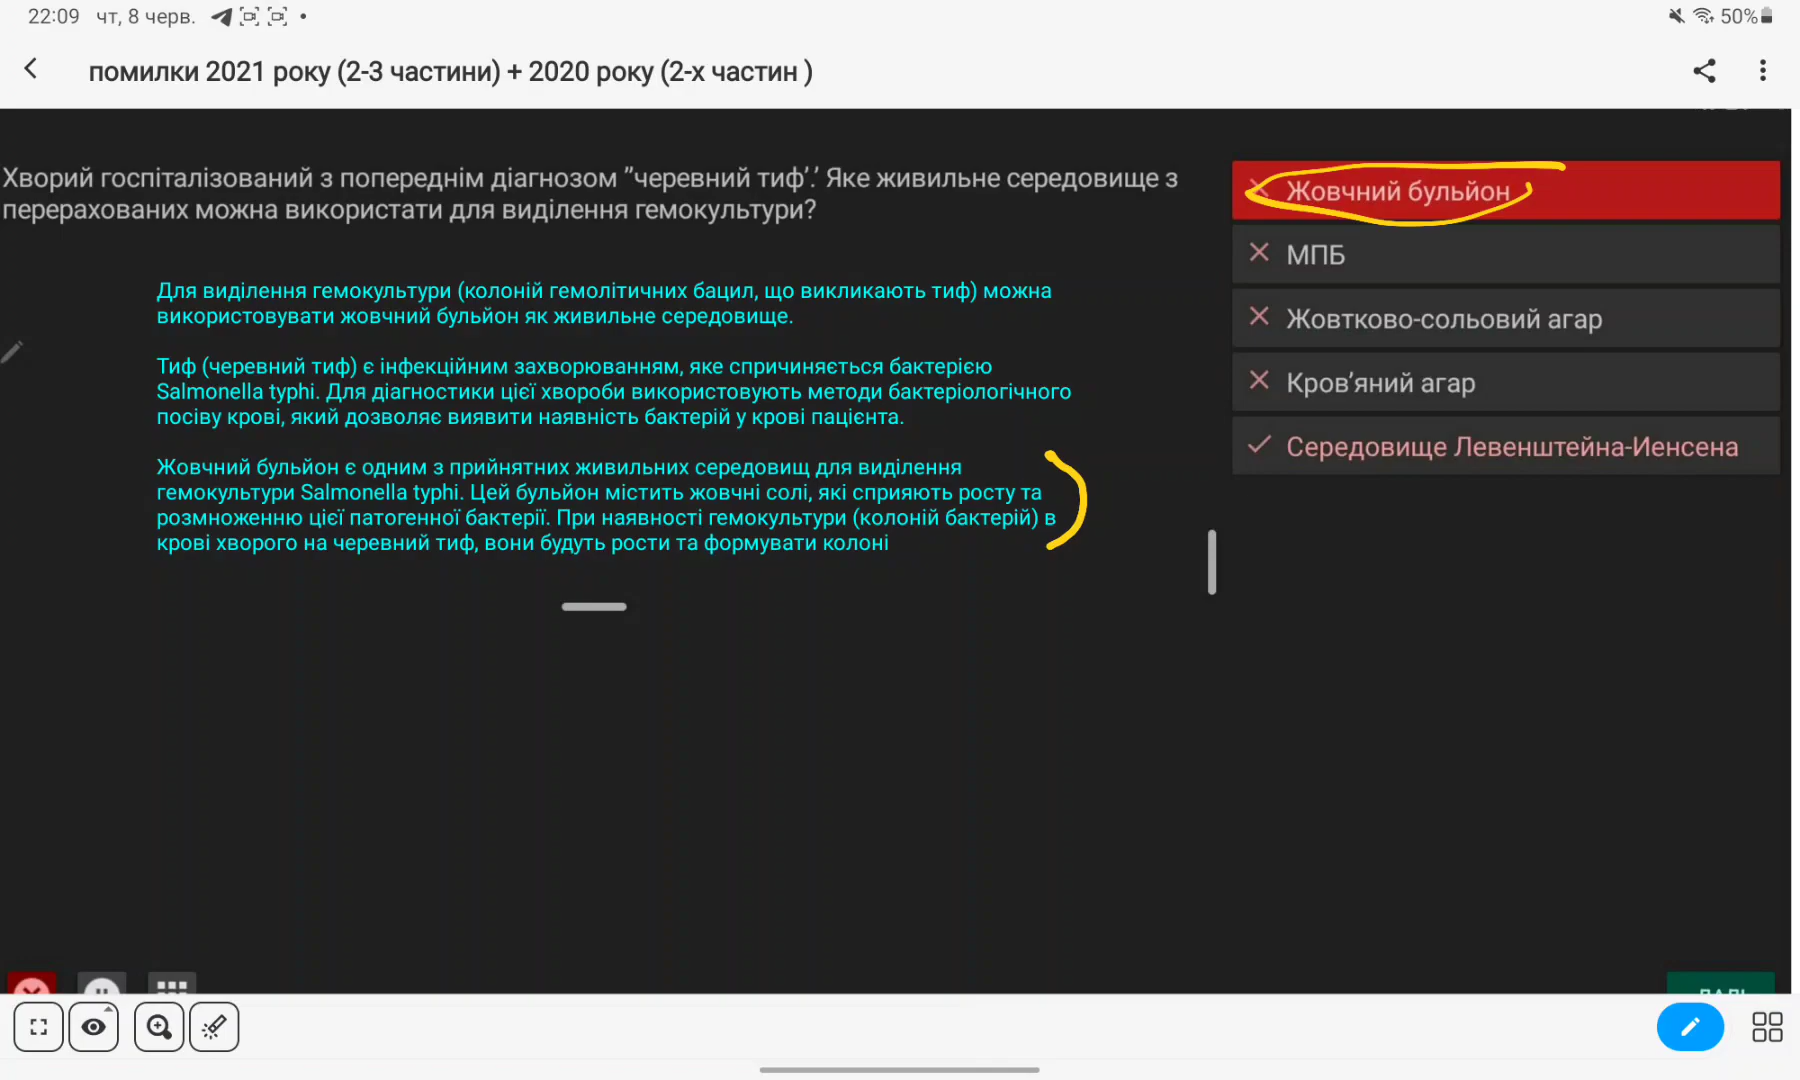 22:09 чт, 8 черв.
50%
помилки 2021 року (2-3 частини) + 2020 року (2-х частин )
Хворий госпіталізований з попереднім діагнозом "черевний тиф'.' Яке живильне середовище з
перерахованих можна використати для виділення гемокультури?
Для виділення гемокультури (колоній гемолітичних бацил, що викликають тиф) можна
використовувати жовчний бульйон як живильне середовище.
Тиф (черевний тиф) є інфекційним захворюванням, яке спричиняється бактерією
Salmonella typhi. Для діагностики цієї хвороби використовують методи бактеріологічного
посіву крові, який дозволяє виявити наявність бактерій у крові пацієнта.
Жовчний бульйон є одним з прийнятних живильних середовищ для виділення
гемокультури Salmonella typhi. Цей бульйон містить жовчні солі, які сприяють росту та
розмноженню цієї патогенної бактерії. При наявності гемокультури (колоній бактерій) в
крові хворого на черевний тиф, вони будуть рости та формувати колоні
Жовчний бульйон
МПБ
Жовтково-сольовий агар
Кров’яний агар
Середовище Левенштейна-Иенсена